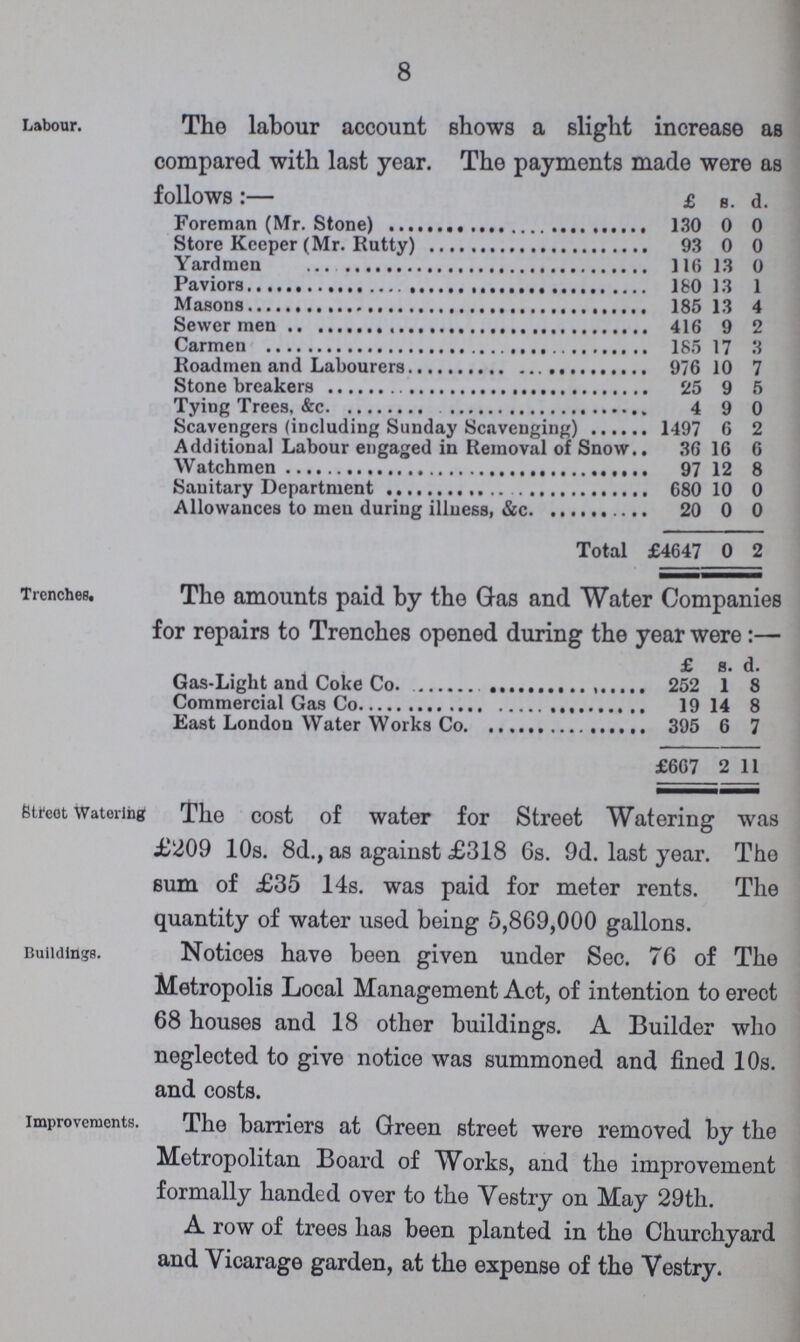 8
Labour. The labour account shows a slight increase as
compared with last year. The payments made were as
follows :— £ s. d.
Foreman (Mr. Stone) .......... 130 0 0
Store Keeper (Mr. Rutty) .......... 93 0 0
Yardmen .......... 116 13 0
Paviors .......... 180 13 1
Masons .......... 185 13 4
Sewer men .......... 416 9 2
Carmen .......... 185 17 3
Roadmen and Labourers .......... 976 10 7
Stone breakers .......... 25 9 5
Tying Trees, &c. .......... 4 9 0
Scavengers (including Sunday Scavenging) ...... 1497 6 2
Additional Labour engaged in Removal of Snow.. 36 16 6
Watchmen .......... 97 12 8
Sanitary Department .......... 680 10 0
Allowances to men during illness, &c. .......... 20 0 0
Total £4647 0 2
Trenches. The amounts paid by the Gas and Water Companies
for repairs to Trenches opened during the year were :—
£ s. d.
Gas-Light and Coke Co. .......... 252 1 8
Commercial Gas Co. .......... 19 14 8
East London Water Works Co. .......... 395 6 7
£667 2 11
Street Watering The cost of water for Street Watering was
£209 10s. 8d., as against £318 6s. 9d. last year. The
sum of £35 14s. was paid for meter rents. The
quantity of water used being 5,869,000 gallons.
Buildings. Notices have been given under Sec. 76 of The
Metropolis Local Management Act, of intention to erect
68 houses and 18 other buildings. A Builder who
neglected to give notice was summoned and fined 10s.
and costs.
Improvements. The barriers at Green street were removed by the
Metropolitan Board of Works, and the improvement
formally handed over to the Vestry on May 29th.
A row of trees has been planted in the Churchyard
and Vicarage garden, at the expense of the Vestry.